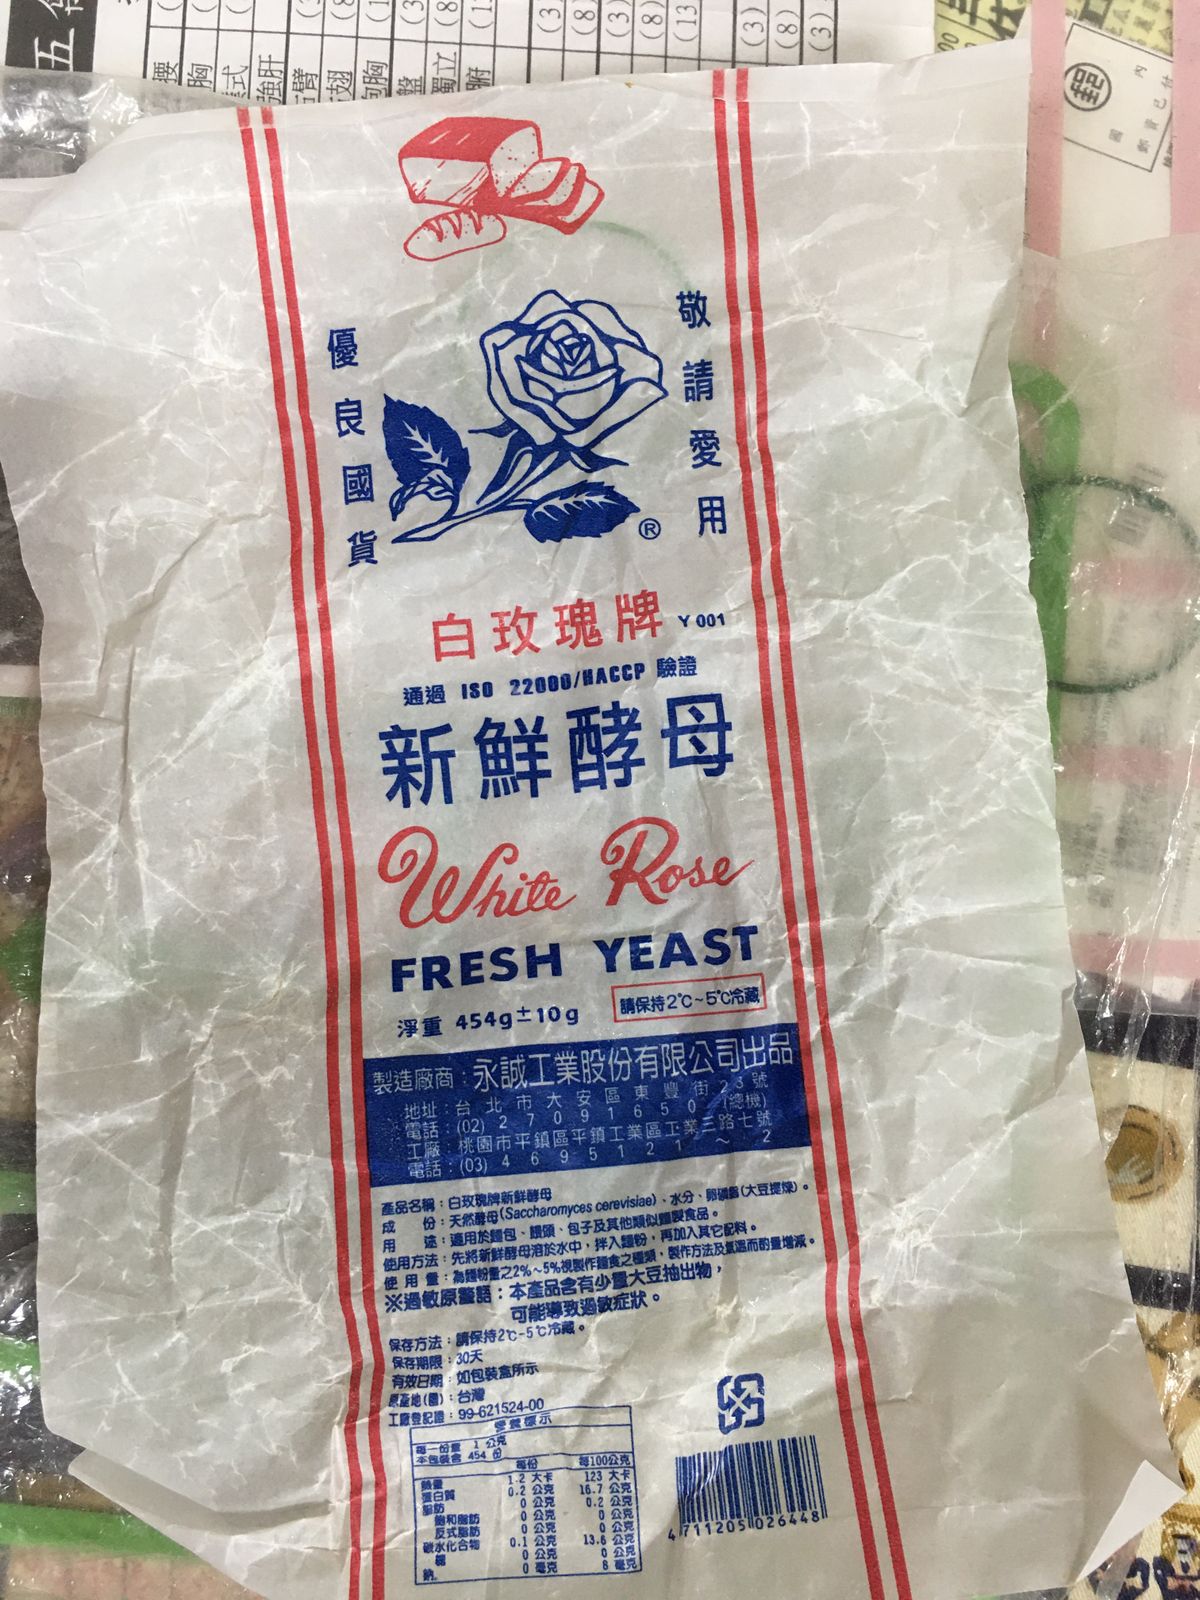 優良國貨
敬請愛用
®
白玫瑰牌 Y 001
通過 ISO 22000/HACCP 驗證
新鮮酵母
White Rose
FRESH YEAST
淨重 454g±10g
請保持2℃~5℃冷藏
製造廠商:永誠工業股份有限公司出品
地址:台北市大安區東豐街23號
電話:(02) 27091650 (總機)
工廠:桃園市平鎮區平鎮工業區工業三路七號
電話:(03) 4695121~2
產品名稱:白玫瑰牌新鮮酵母
成 份:天然酵母(Saccharomyces cerevisiae)、水分、卵磷脂(大豆提煉)。
用 途:適用於麵包、饅頭、包子及其他類似麵製食品。
使用方法:先將新鮮酵母溶於水中,拌入麵粉,再加入其它配料。
使 用 量:為麵粉量之2%~5%視製作麵食之種類,製作方法及氣溫而酌量增減。
※過敏原警語:本產品含有少量大豆抽出物,
可能導致過敏症狀。
保存方法:請保持2℃-5℃冷藏。
保存期限:30天
有效日期:如包裝盒所示
原產地(國):台灣
工廠登記證:99-621524-00
營養標示
每一份量 1 公克
本包裝含 454 份
每份 每100公克
熱量 1.2 大卡 123 大卡
蛋白質 0.2 公克 16.7 公克
脂肪 0 公克 0.2 公克
飽和脂肪 0 公克 0 公克
反式脂肪 0 公克 0 公克
碳水化合物 0.1 公克 13.6 公克
糖 0 公克 0 公克
鈉 0 毫克 8 毫克
4 711205 026448